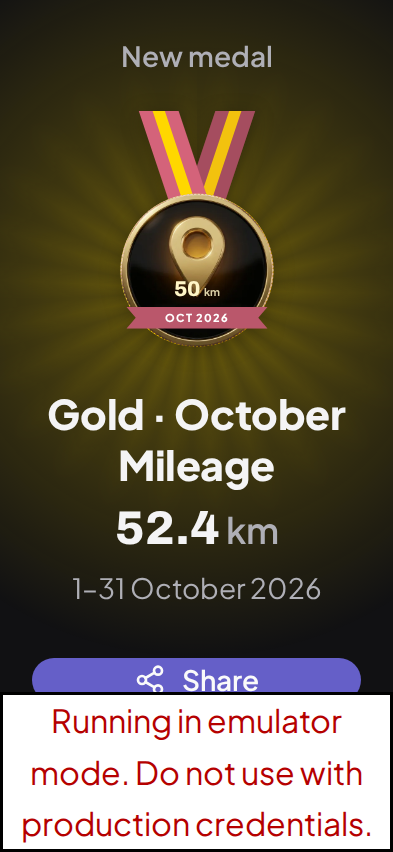 New medal
50 km
OCT 2026
Gold · October
Mileage
52.4 km
1–31 October 2026
Share
Running in emulator
mode. Do not use with
production credentials.